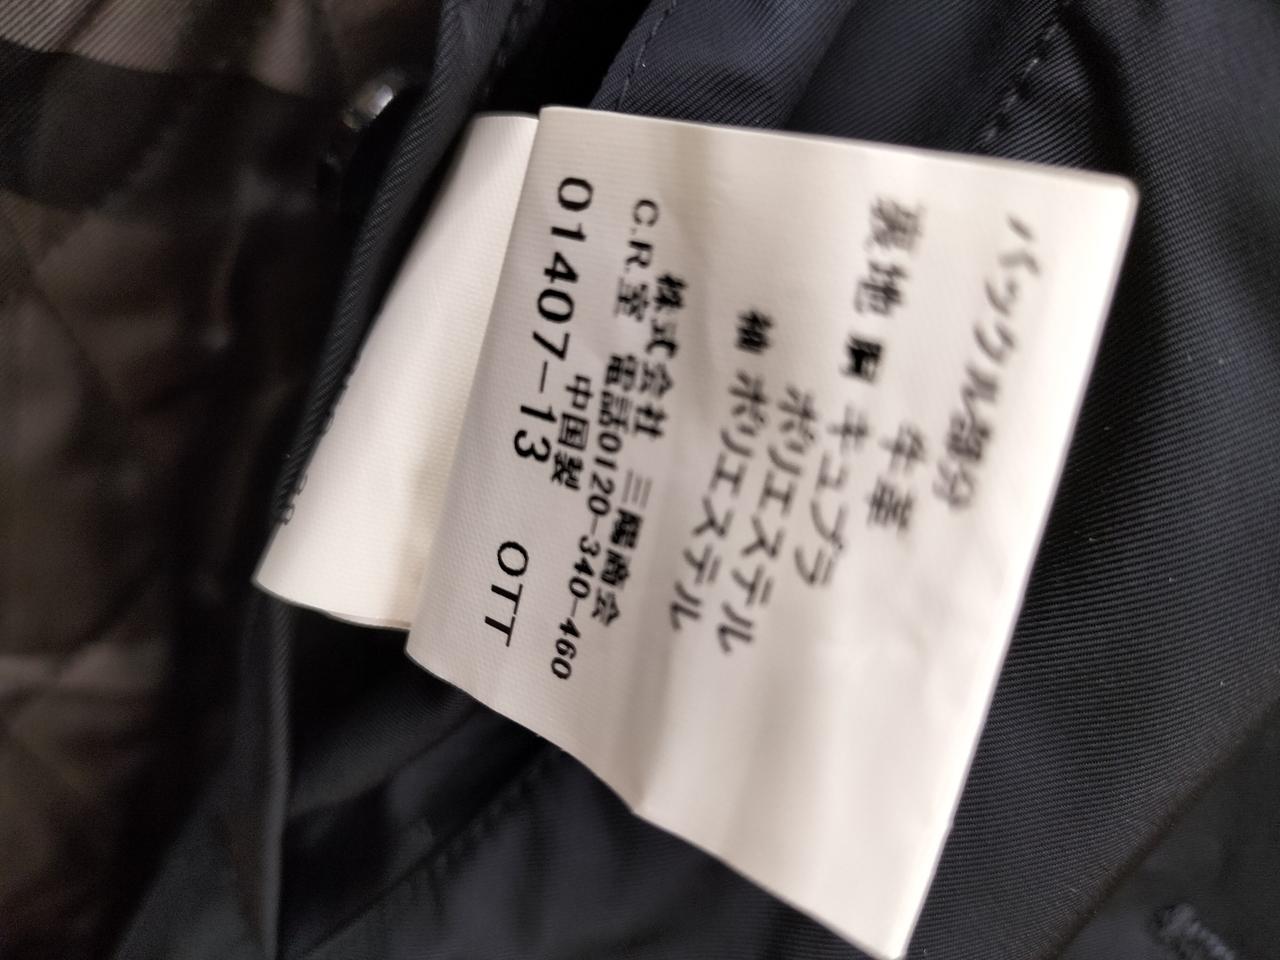 バックル部分
牛革
裏地 胴 キュプラ
ポリエステル
袖 ポリエステル
株式会社 三陽商会
C.R.室 電話0120-340-460
中国製
01407-13 OTT